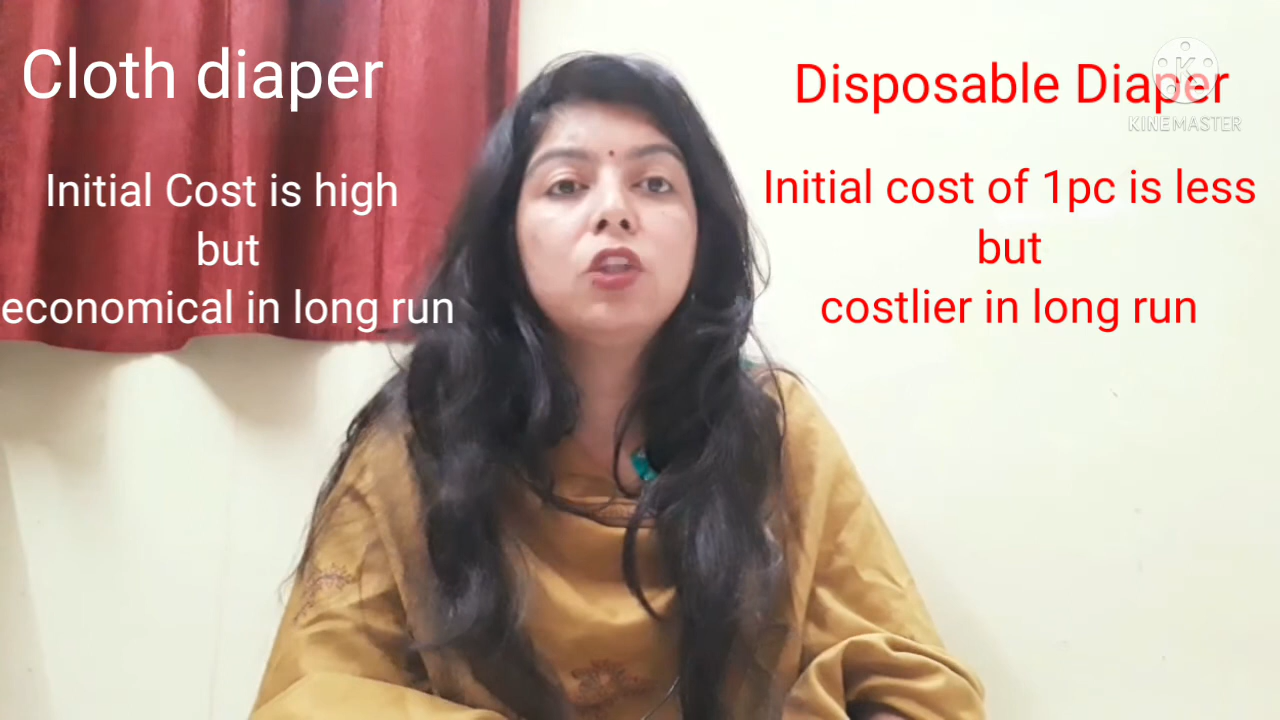 Cloth diaper
Initial Cost is high
but
economical in long run
Disposable Diaper
KINEMASTER
Initial cost of 1pc is less
but
costlier in long run